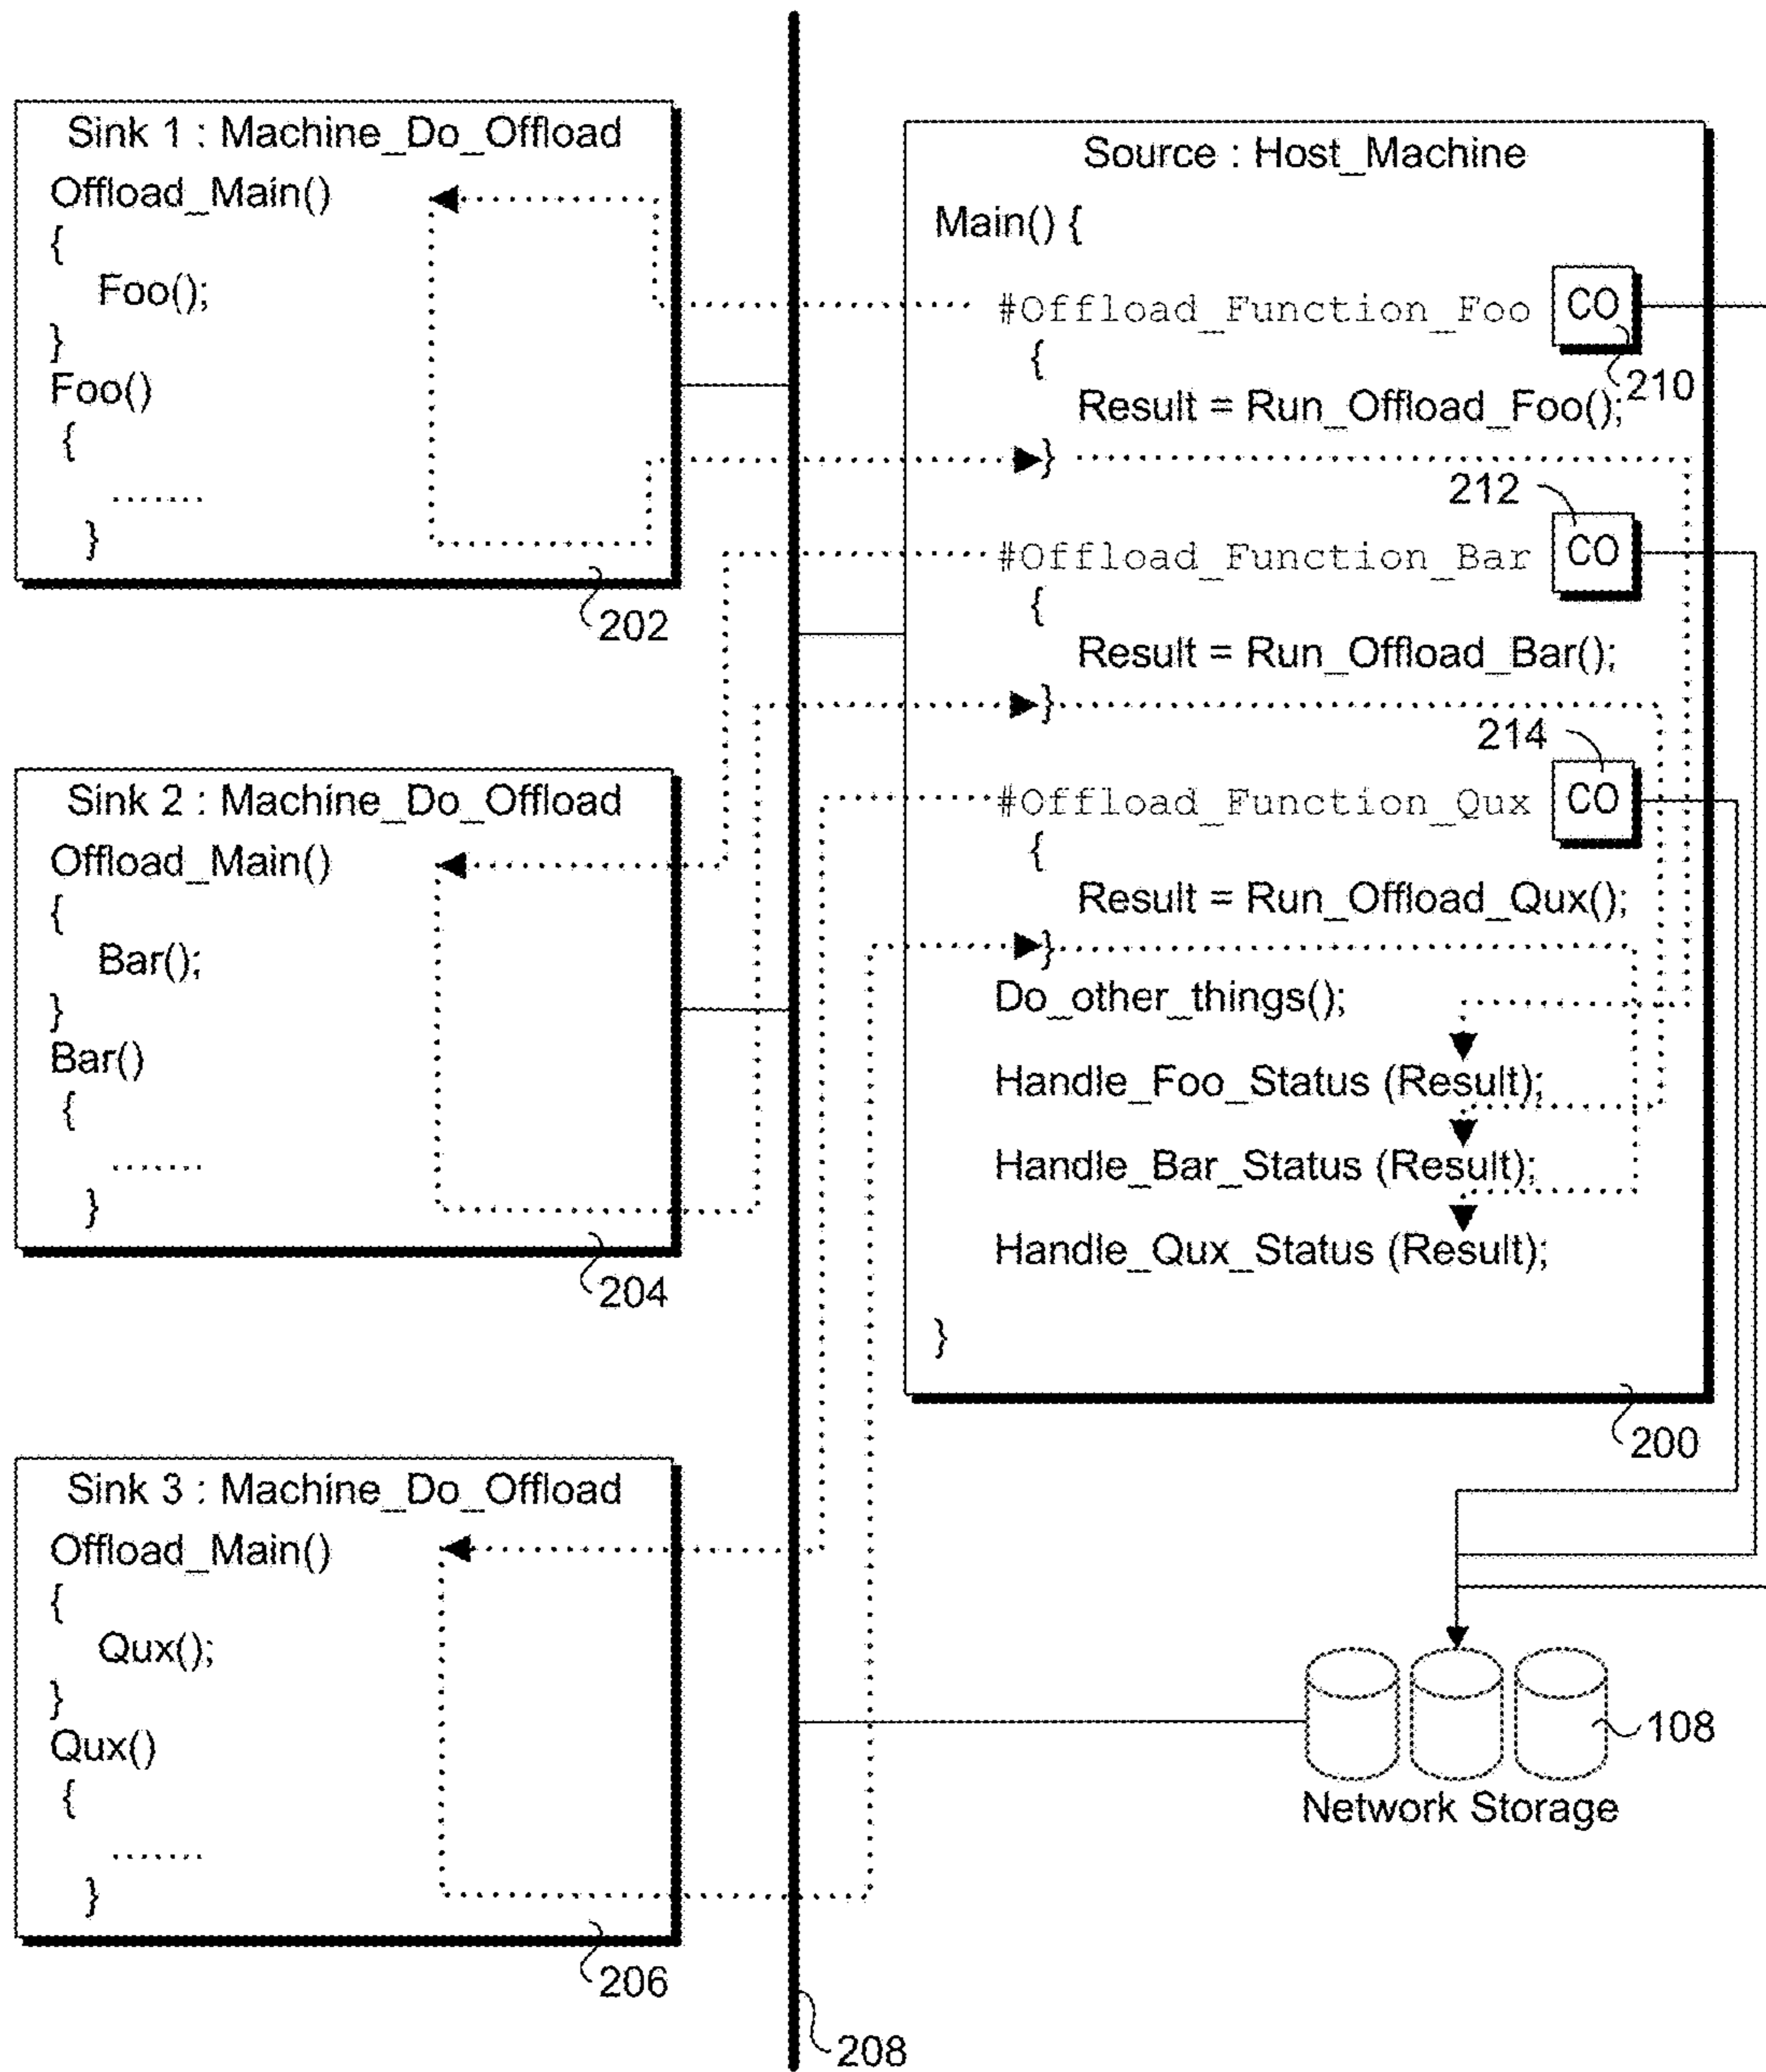 Sink 1 : Machine_Do_Offload
Offload_Main()
{
Foo();
}
Foo()
{
.......
}
202
Sink 2 : Machine_Do_Offload
Offload_Main()
{
Bar();
}
Bar()
{
.......
}
204
Sink 3 : Machine_Do_Offload
Offload_Main()
{
Qux();
}
Qux()
{
.......
}
206
208
Source : Host_Machine
Main() {
#Offload_Function_Foo CO
210
{
Result = Run_Offload_Foo();
}
212
#Offload_Function_Bar CO
{
Result = Run_Offload_Bar();
}
214
#Offload_Function_Qux CO
{
Result = Run_Offload_Qux();
}
Do_other_things();
Handle_Foo_Status (Result);
Handle_Bar_Status (Result);
Handle_Qux_Status (Result);
}
200
108
Network Storage